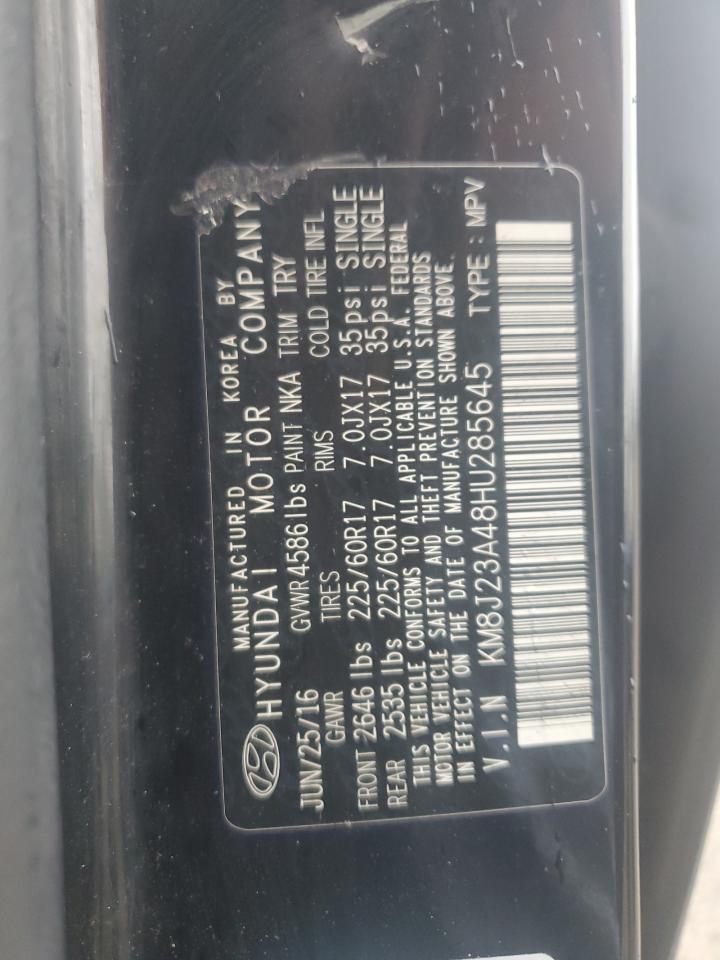 MANUFACTURED IN KOREA BY
HYUNDAI MOTOR COMPANY
JUN/25/16 GVWR 4586 lbs PAINT NKA TRIM TRY
GAWR TIRES RIMS COLD TIRE INFL
FRONT 2646 lbs 225/60R17 7.0JX17 35psi SINGLE
REAR 2535 lbs 225/60R17 7.0JX17 35psi SINGLE
THIS VEHICLE CONFORMS TO ALL APPLICABLE U.S.A. FEDERAL
MOTOR VEHICLE SAFETY AND THEFT PREVENTION STANDARDS
IN EFFECT ON THE DATE OF MANUFACTURE SHOWN ABOVE.
V.I.N KM8J23A48HU285645 TYPE : MPV